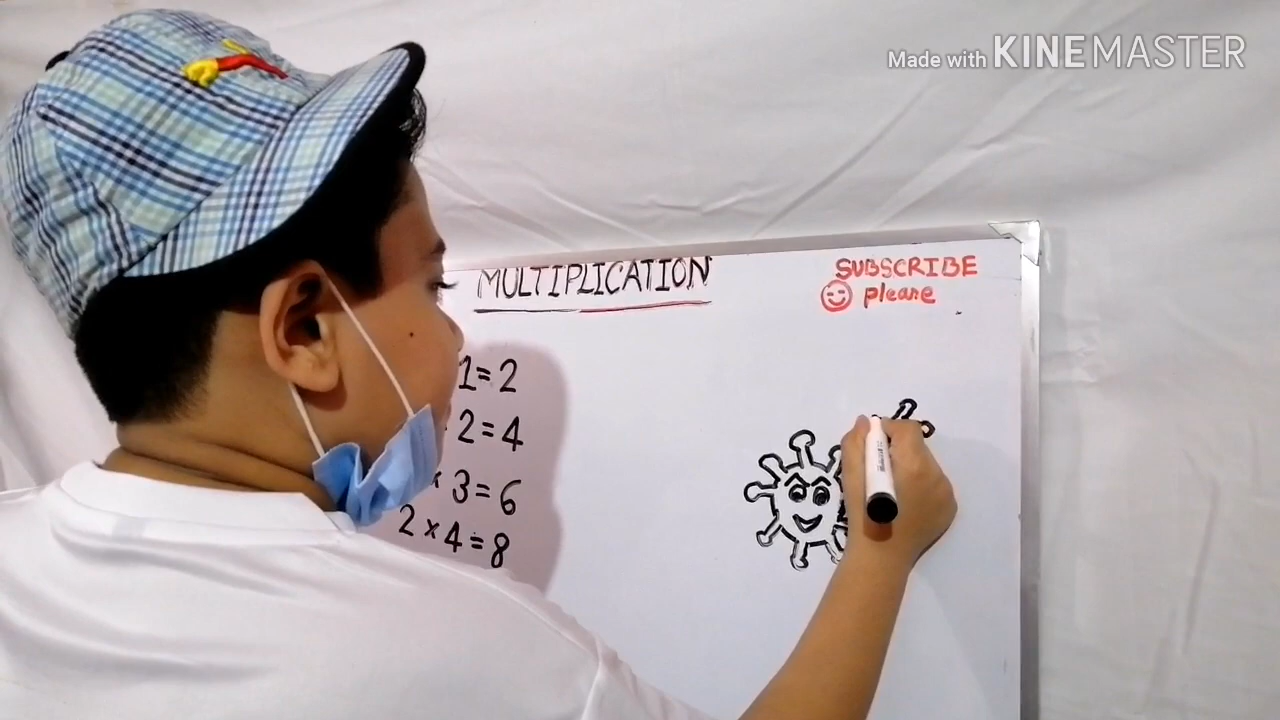 Made with KINEMASTER
MULTIPLICATION
SUBSCRIBE
please
1=2
2=4
× 3=6
2×4=8